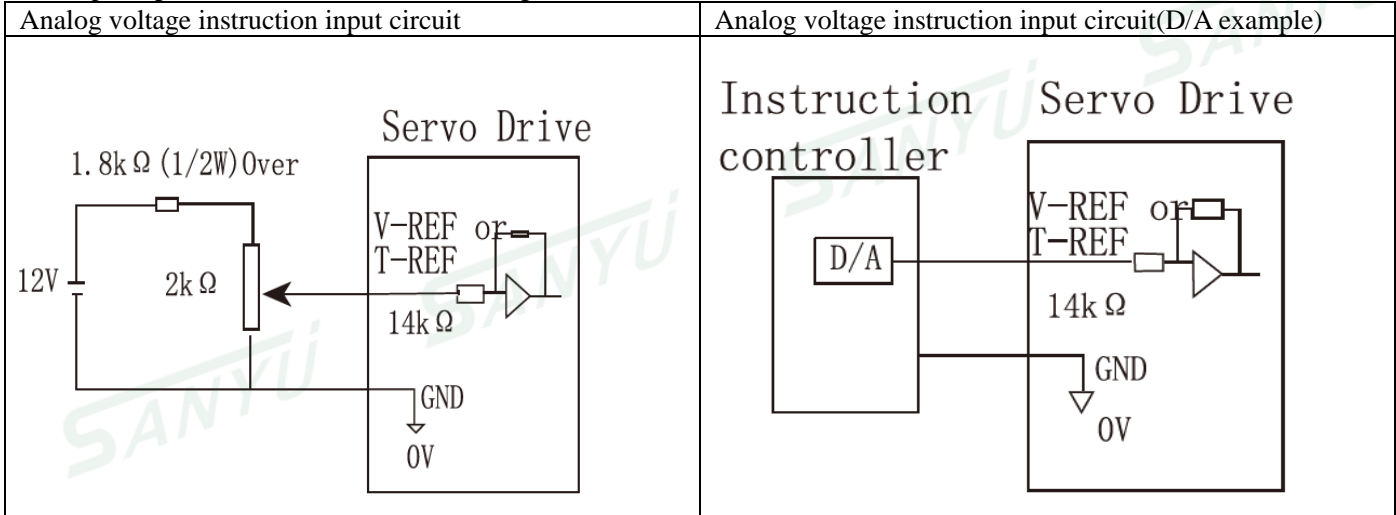 Analog voltage instruction input circuit
Analog voltage instruction input circuit(D/A example)
Servo Drive
1.8kΩ(1/2W)Over
V-REF or
T-REF
12V
2kΩ
14kΩ
GND
0V
Instruction
controller
Servo Drive
V-REF or
T-REF
D/A
14kΩ
GND
0V
SANYU
SANYU
SANYU
SANYU